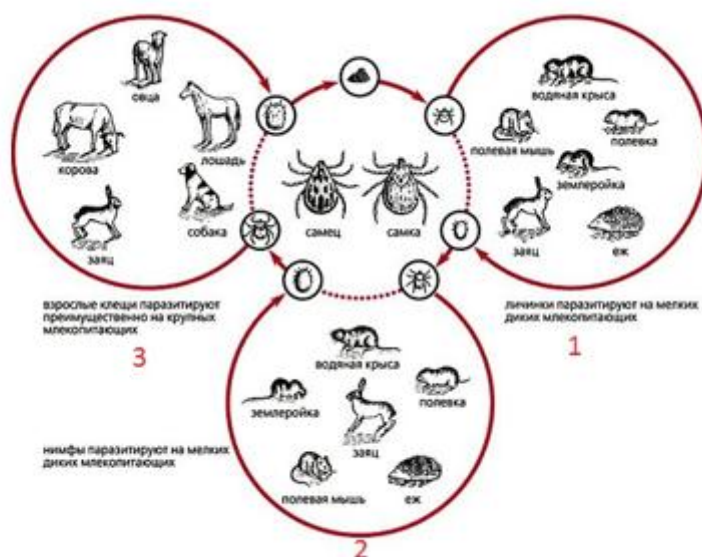 овца
лошадь
корова
собака
заяц
взрослые клещи паразитируют
преимущественно на крупных
млекопитающих
3
самец
самка
водяная крыса
полевая мышь
полевка
землеройка
заяц
еж
личинки паразитируют на мелких
диких млекопитающих
1
водяная крыса
землеройка
полевка
заяц
полевая мышь
еж
нимфы паразитируют на мелких
диких млекопитающих
2